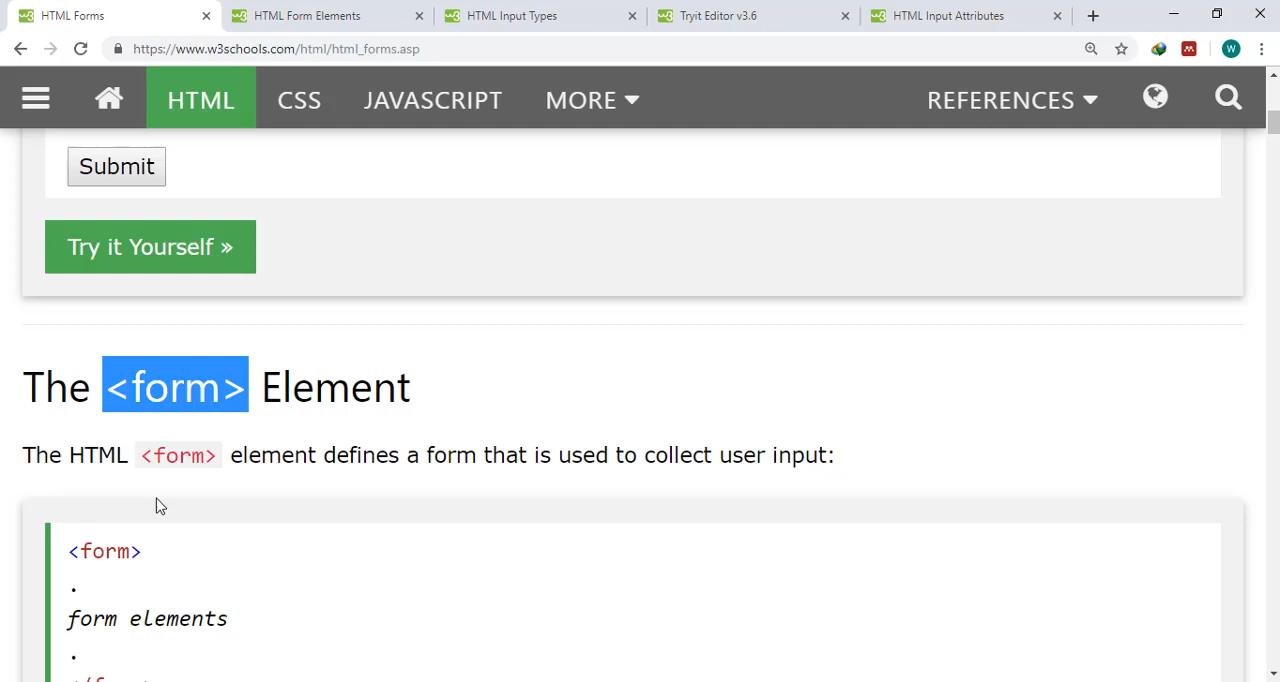 HTML Forms
HTML Form Elements
HTML Input Types
Tryit Editor v3.6
HTML Input Attributes
https://www.w3schools.com/html/html_forms.asp
W
HTML CSS JAVASCRIPT MORE REFERENCES
Submit
Try it Yourself »
The <form> Element
The HTML <form> element defines a form that is used to collect user input:
<form>
.
form elements
.
</form>